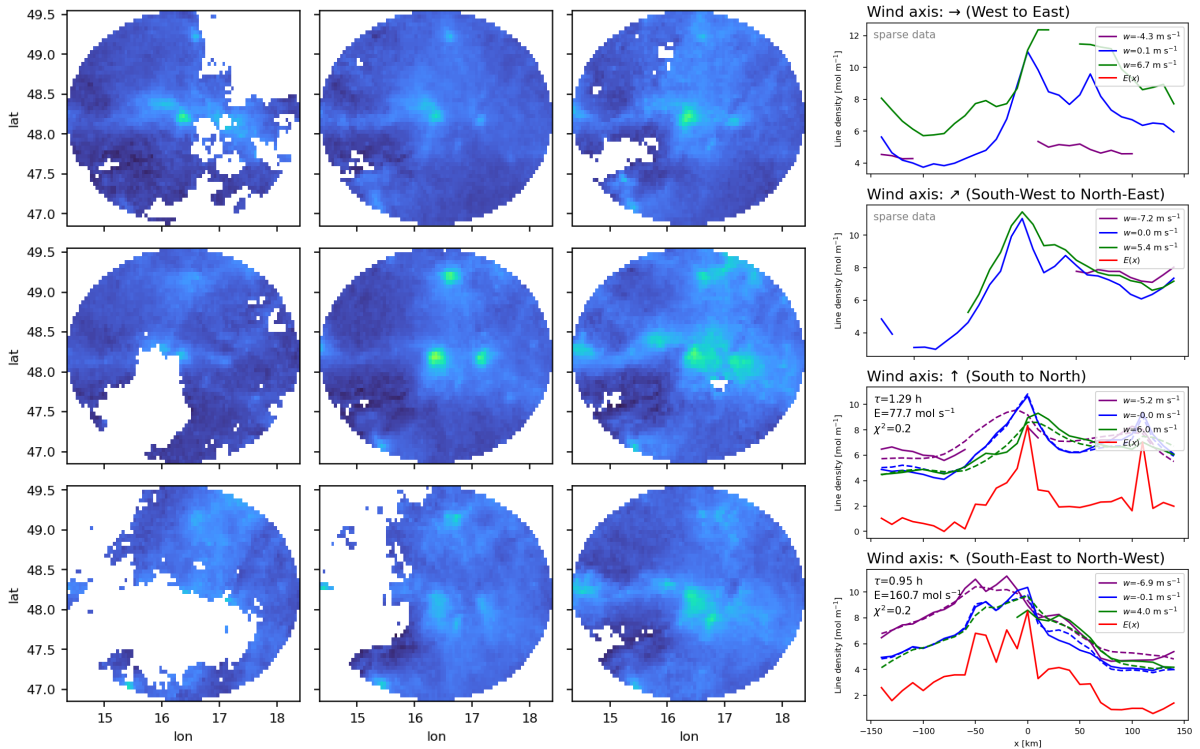 49.5
49.0
48.5
48.0
47.5
47.0
lat
49.5
49.0
48.5
48.0
47.5
47.0
lat
49.5
49.0
48.5
48.0
47.5
47.0
lat
15 16 17 18
lon
15 16 17 18
lon
15 16 17 18
lon
Wind axis: → (West to East)
sparse data
w=-4.3 m s⁻¹
w=0.1 m s⁻¹
w=6.7 m s⁻¹
E(x)
Line density [mol m⁻¹]
12
10
8
6
4
Wind axis: ↗ (South-West to North-East)
sparse data
w=-7.2 m s⁻¹
w=0.0 m s⁻¹
w=5.4 m s⁻¹
E(x)
Line density [mol m⁻¹]
10
8
6
4
Wind axis: ↑ (South to North)
τ=1.29 h
E=77.7 mol s⁻¹
χ²=0.2
w=-5.2 m s⁻¹
w=-0.0 m s⁻¹
w=6.0 m s⁻¹
E(x)
Line density [mol m⁻¹]
10
8
6
4
2
0
Wind axis: ↖ (South-East to North-West)
τ=0.95 h
E=160.7 mol s⁻¹
χ²=0.2
w=-6.9 m s⁻¹
w=-0.1 m s⁻¹
w=4.0 m s⁻¹
E(x)
Line density [mol m⁻¹]
10
8
6
4
2
−150 −100 −50 0 50 100 150
x [km]